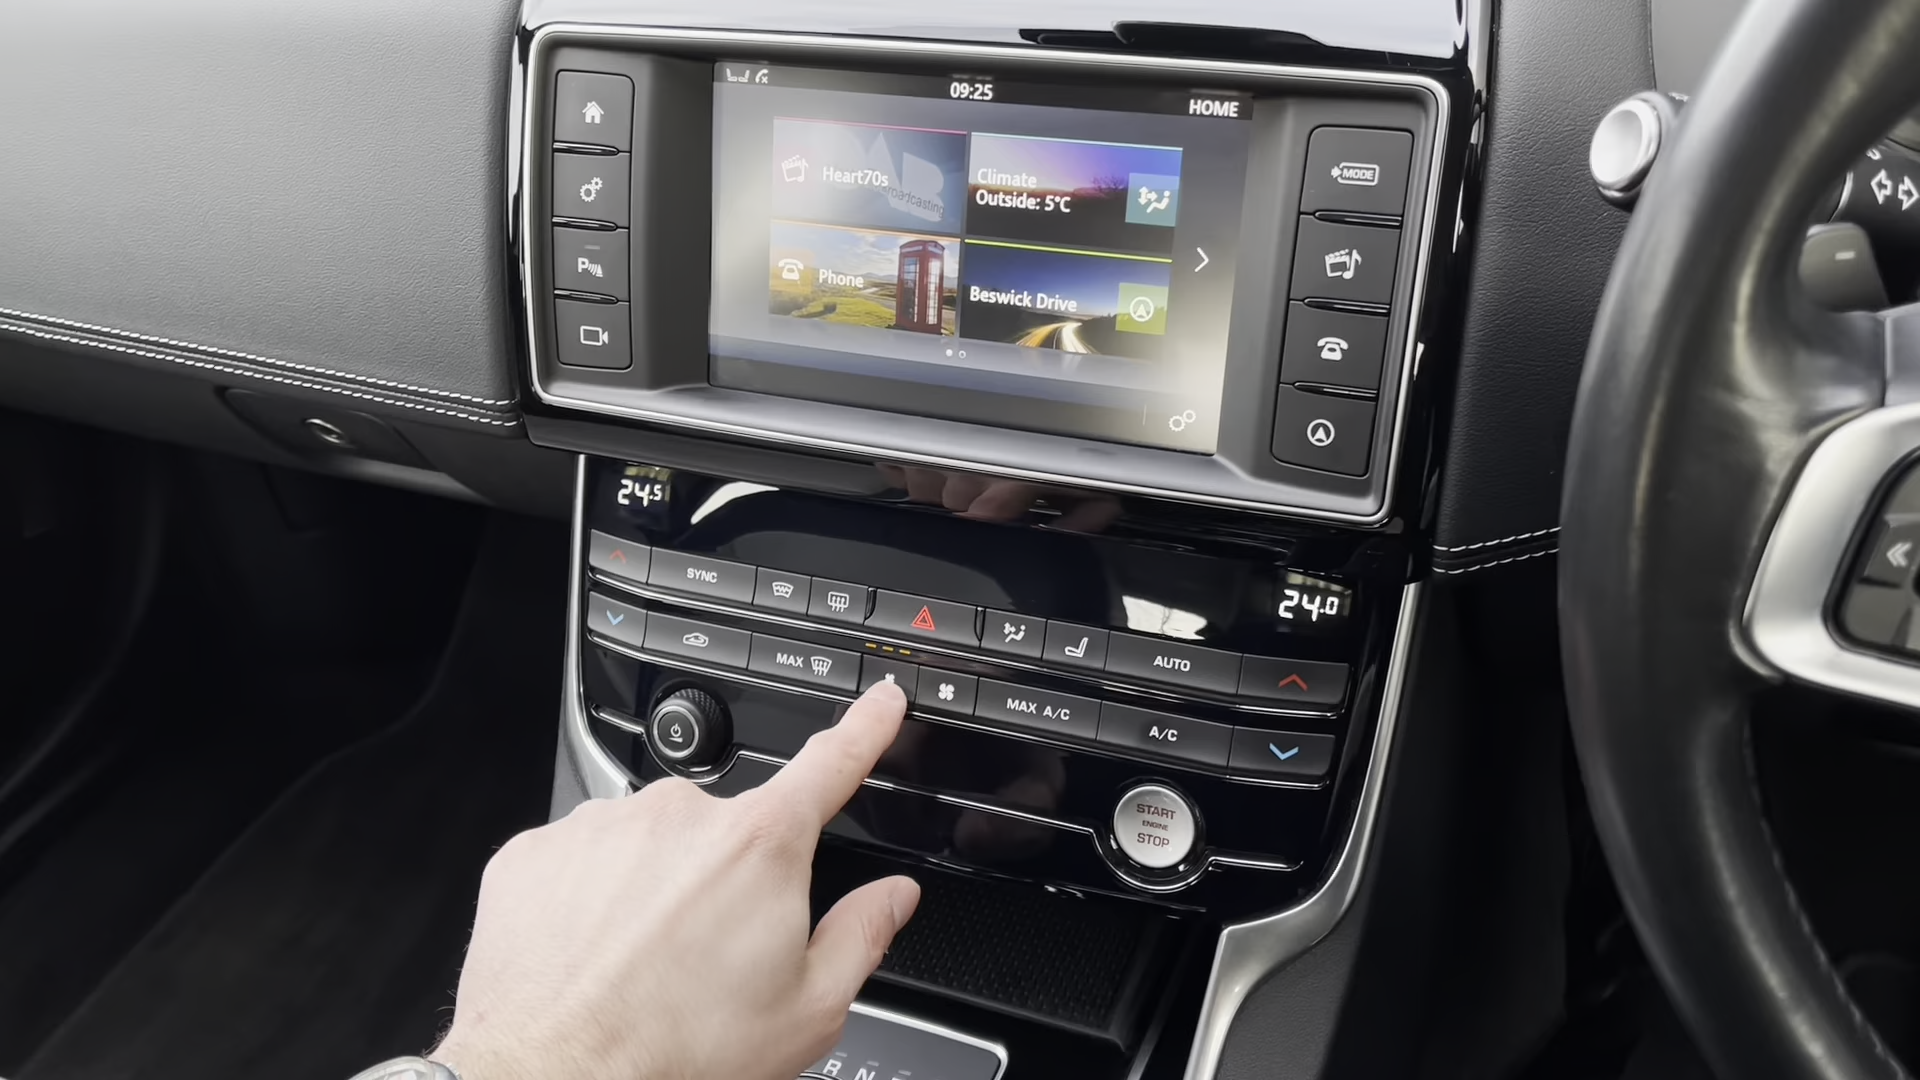 09:25
HOME
Heart70s
Climate
Outside: 5°C
Phone
Beswick Drive
MODE
P
24.5
24.0
SYNC
AUTO
MAX
MAX A/C
A/C
START
ENGINE
STOP
R N